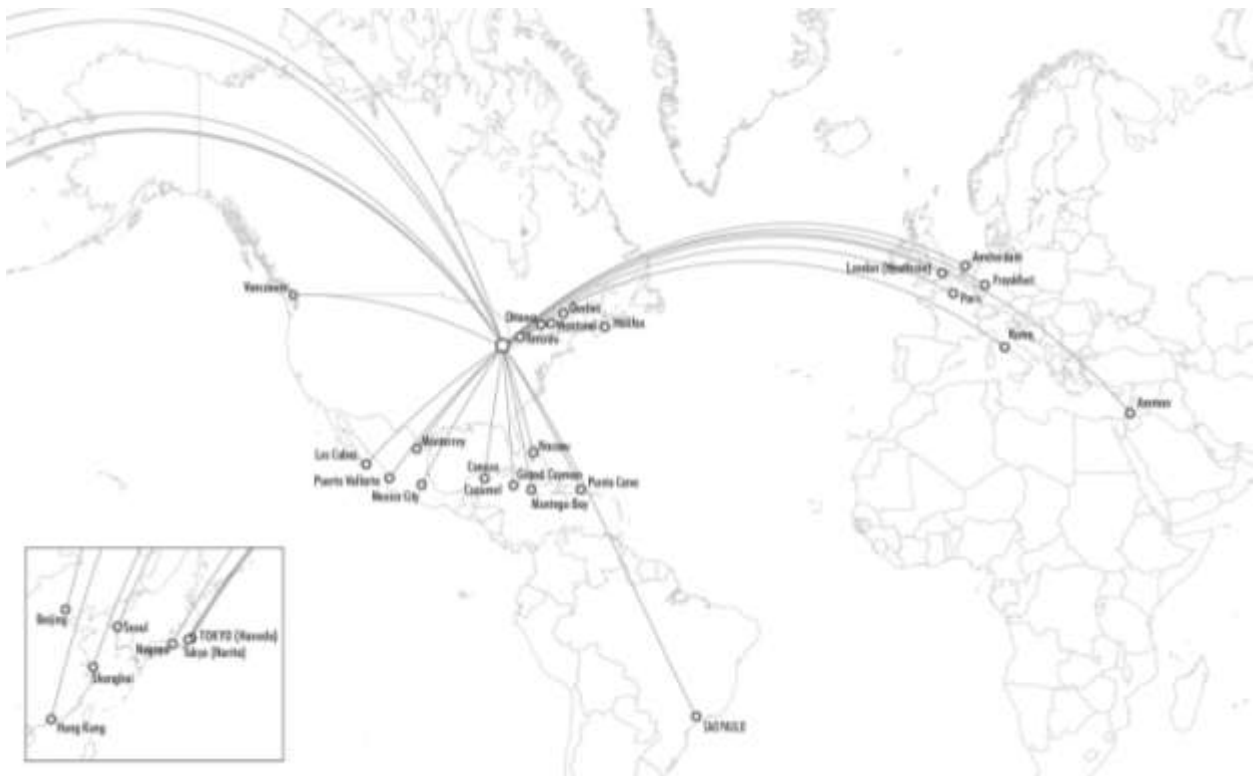 Vancouver
Ottawa
Quebec
Montreal
Halifax
Toronto
London (Heathrow)
Amsterdam
Frankfurt
Paris
Rome
Amman
Los Cabos
Monterrey
Puerto Vallarta
Mexico City
Cancun
Cozumel
Nassau
Grand Cayman
Montego Bay
Punta Cana
SAO PAULO
Beijing
Seoul
Nagoya
TOKYO (Haneda)
Tokyo (Narita)
Shanghai
Hong Kong